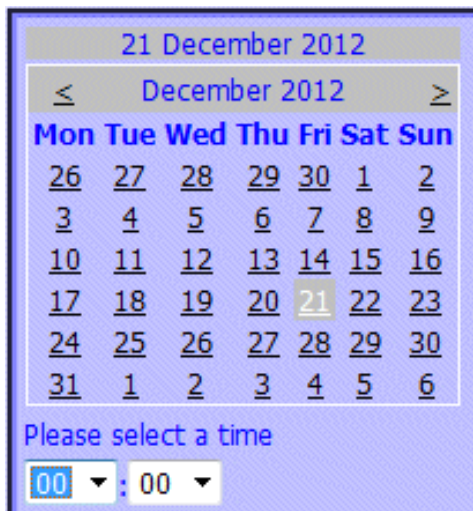 21 December 2012
< December 2012 >
Mon Tue Wed Thu Fri Sat Sun
26 27 28 29 30 1 2
3 4 5 6 7 8 9
10 11 12 13 14 15 16
17 18 19 20 21 22 23
24 25 26 27 28 29 30
31 1 2 3 4 5 6
Please select a time
00 : 00